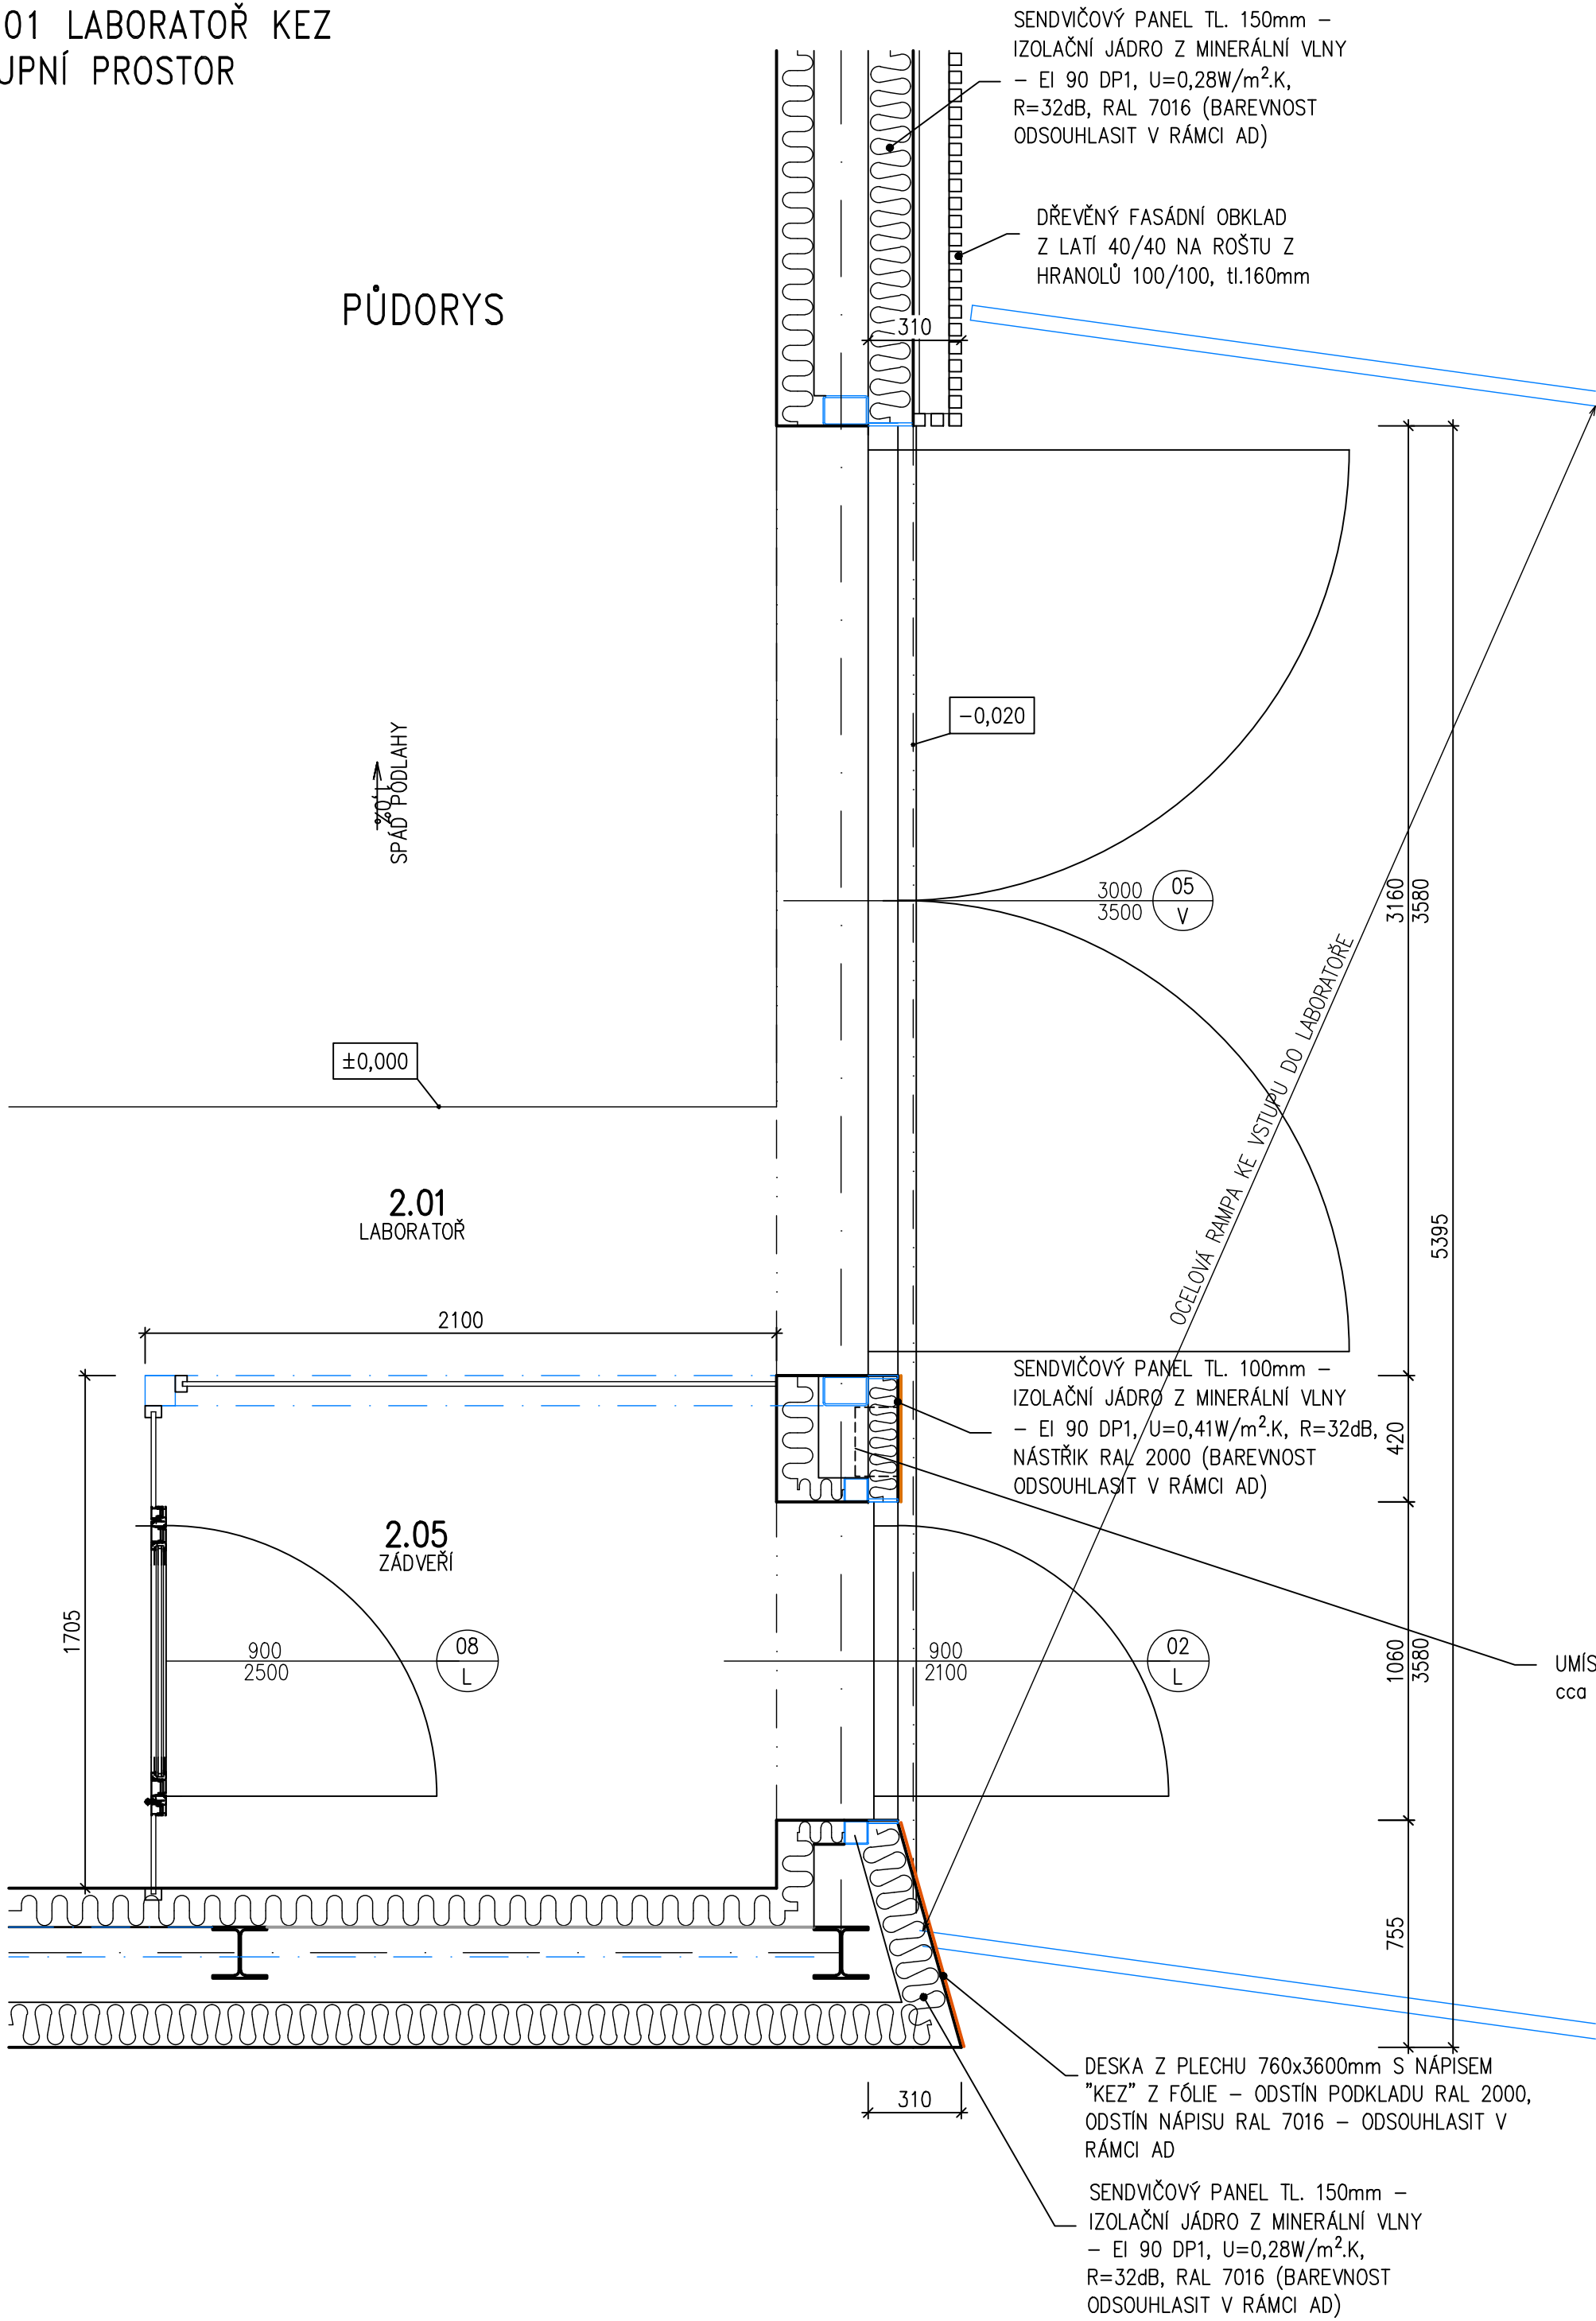 01 LABORATOŘ KEZ
UPNÍ PROSTOR
SENDVIČOVÝ PANEL TL. 150mm –
IZOLAČNÍ JÁDRO Z MINERÁLNÍ VLNY
– EI 90 DP1, U=0,28W/m².K,
R=32dB, RAL 7016 (BAREVNOST
ODSOUHLASIT V RÁMCI AD)
DŘEVĚNÝ FASÁDNÍ OBKLAD
Z LATÍ 40/40 NA ROŠTU Z
HRANOLŮ 100/100, tl.160mm
PŮDORYS
310
-0,020
1,0%
SPÁD PODLAHY
3000
3500
05
V
3160
3580
OCELOVÁ RAMPA KE VSTUPU DO LABORATOŘE
±0,000
2.01
LABORATOŘ
5395
2100
SENDVIČOVÝ PANEL TL. 100mm –
IZOLAČNÍ JÁDRO Z MINERÁLNÍ VLNY
– EI 90 DP1, U=0,41W/m².K, R=32dB,
NÁSTŘIK RAL 2000 (BAREVNOST
ODSOUHLASIT V RÁMCI AD)
420
2.05
ZÁDVEŘÍ
1705
900
2500
08
L
900
2100
02
L
1060
3580
UMÍS
cca
755
310
DESKA Z PLECHU 760x3600mm S NÁPISEM
"KEZ" Z FÓLIE – ODSTÍN PODKLADU RAL 2000,
ODSTÍN NÁPISU RAL 7016 – ODSOUHLASIT V
RÁMCI AD
SENDVIČOVÝ PANEL TL. 150mm –
IZOLAČNÍ JÁDRO Z MINERÁLNÍ VLNY
– EI 90 DP1, U=0,28W/m².K,
R=32dB, RAL 7016 (BAREVNOST
ODSOUHLASIT V RÁMCI AD)